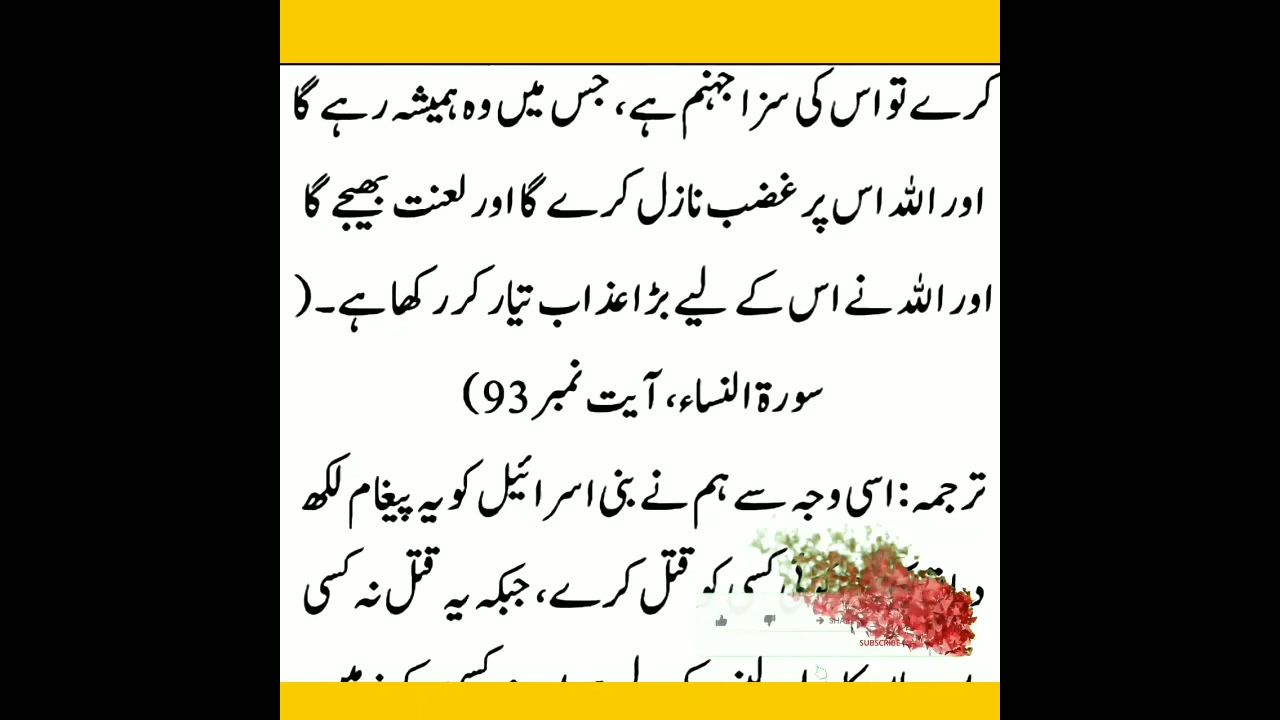 کرے تو اس کی سزا جہنم ہے، جس میں وہ ہمیشہ رہے گا
اور اللہ اس پر غضب نازل کرے گا اور لعنت بھیجے گا
اور اللہ نے اس کے لیے بڑا عذاب تیار کر رکھا ہے۔(
سورۃ النساء، آیت نمبر 93)
ترجمہ: اسی وجہ سے ہم نے بنی اسرائیل کو یہ پیغام لکھ
کسی کو قتل کرے، جبکہ یہ قتل نہ کسی
SUBSCRIBE